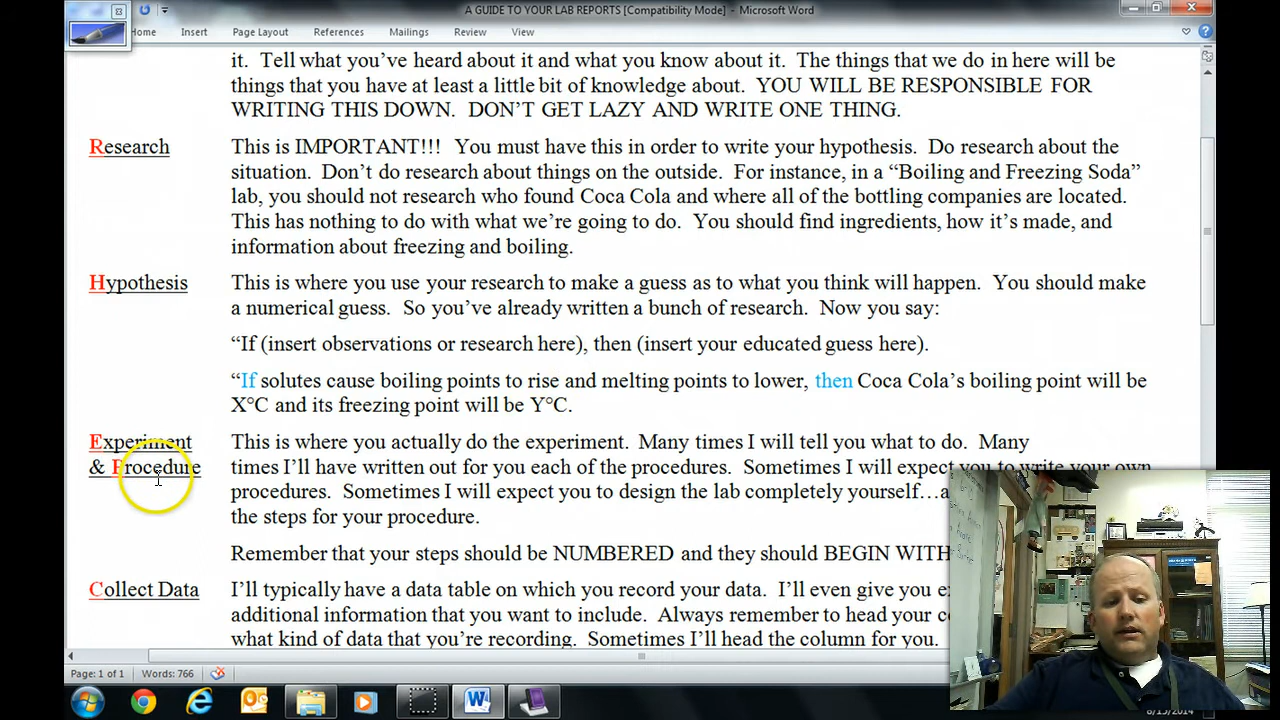 A GUIDE TO YOUR LAB REPORTS [Compatibility Mode] - Microsoft Word
Home Insert Page Layout References Mailings Review View
it. Tell what you've heard about it and what you know about it. The things that we do in here will be
things that you have at least a little bit of knowledge about. YOU WILL BE RESPONSIBLE FOR
WRITING THIS DOWN. DON'T GET LAZY AND WRITE ONE THING.
Research This is IMPORTANT!!! You must have this in order to write your hypothesis. Do research about the
situation. Don't do research about things on the outside. For instance, in a “Boiling and Freezing Soda”
lab, you should not research who found Coca Cola and where all of the bottling companies are located.
This has nothing to do with what we're going to do. You should find ingredients, how it's made, and
information about freezing and boiling.
Hypothesis This is where you use your research to make a guess as to what you think will happen. You should make
a numerical guess. So you've already written a bunch of research. Now you say:
“If (insert observations or research here), then (insert your educated guess here).
“If solutes cause boiling points to rise and melting points to lower, then Coca Cola's boiling point will be
X°C and its freezing point will be Y°C.
Experiment This is where you actually do the experiment. Many times I will tell you what to do. Many
& Procedure times I'll have written out for you each of the procedures. Sometimes I will expect you to write your own
procedures. Sometimes I will expect you to design the lab completely yourself…
the steps for your procedure.
Remember that your steps should be NUMBERED and they should BEGIN WITH
Collect Data I'll typically have a data table on which you record your data. I'll even give you
additional information that you want to include. Always remember to head your
what kind of data that you're recording. Sometimes I'll head the column for you.
Page: 1 of 1 Words: 766
8/15/2014